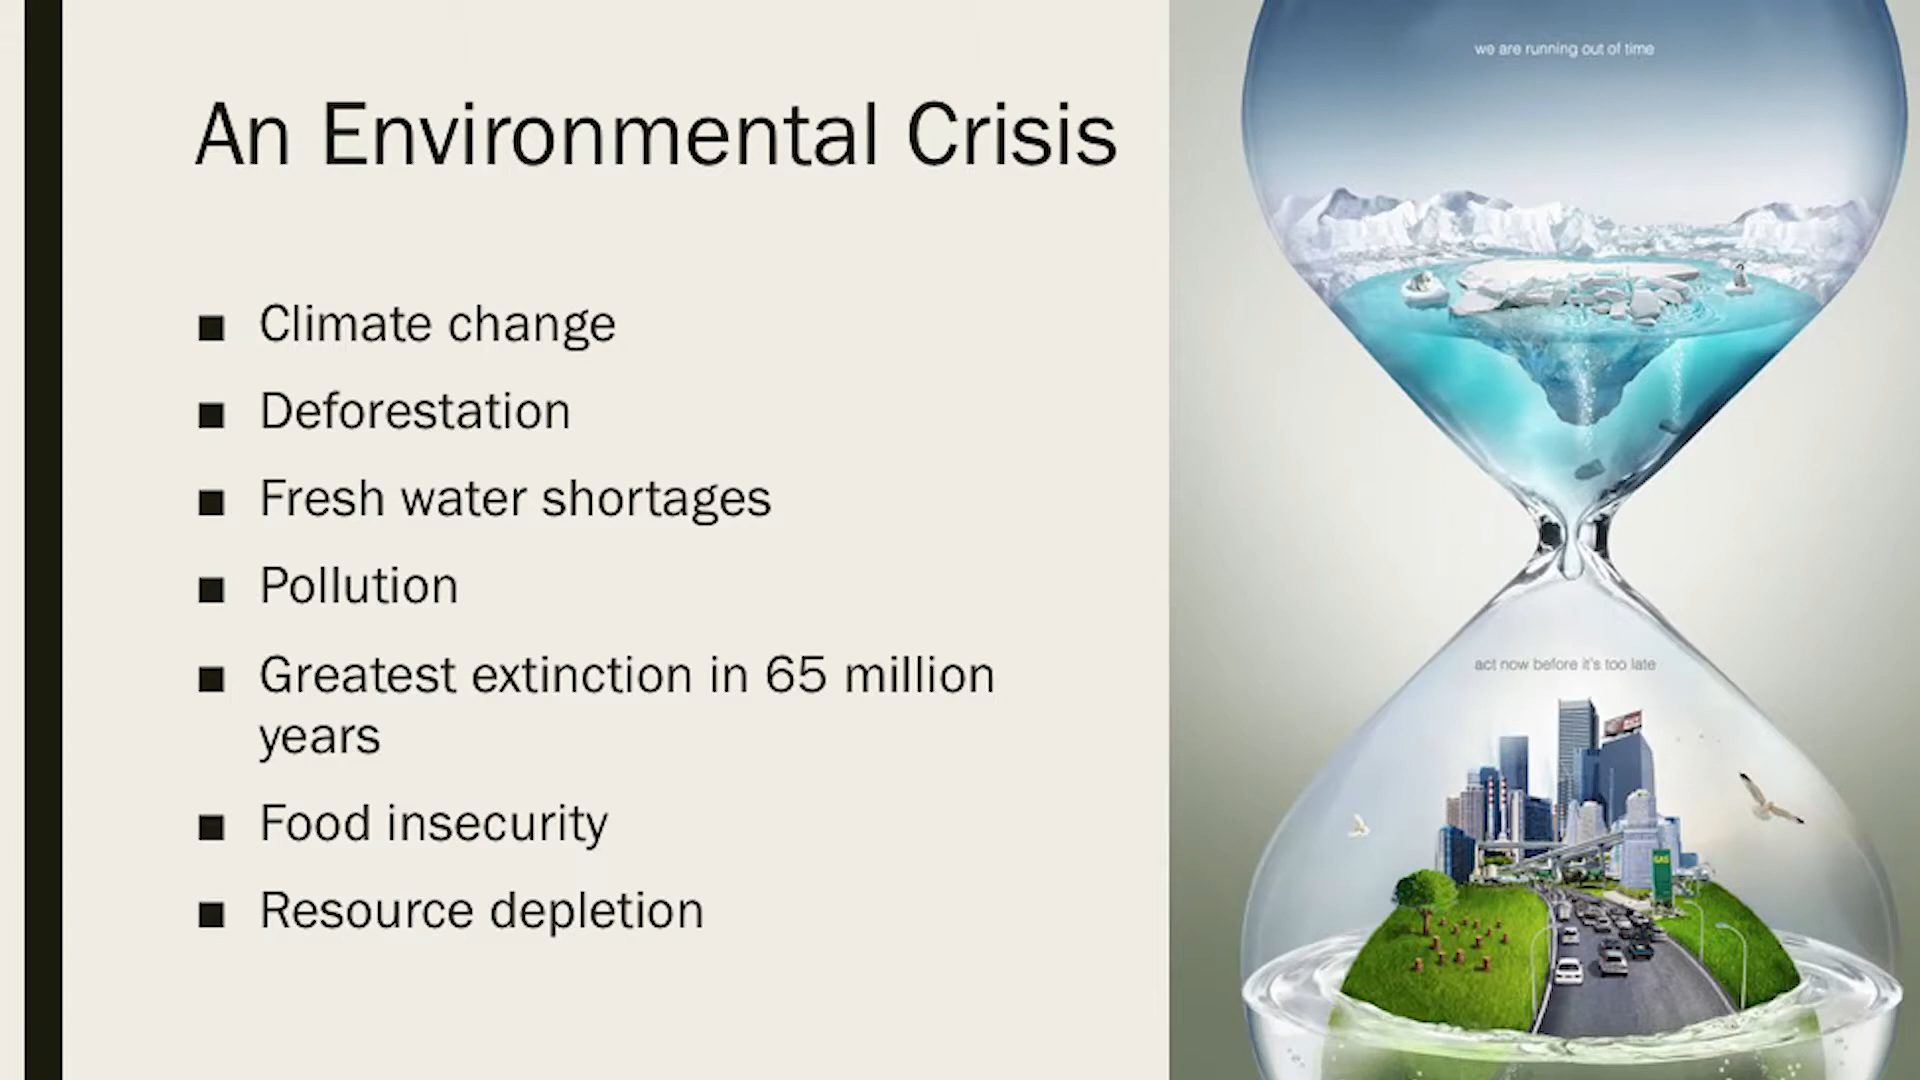 An Environmental Crisis
■ Climate change
■ Deforestation
■ Fresh water shortages
■ Pollution
■ Greatest extinction in 65 million
years
■ Food insecurity
■ Resource depletion
we are running out of time
act now before it's too late
GAS